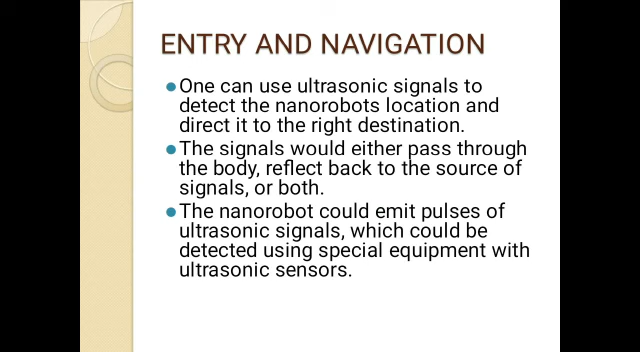 ENTRY AND NAVIGATION
One can use ultrasonic signals to
detect the nanorobots location and
direct it to the right destination.
The signals would either pass through
the body, reflect back to the source of
signals, or both.
The nanorobot could emit pulses of
ultrasonic signals, which could be
detected using special equipment with
ultrasonic sensors.